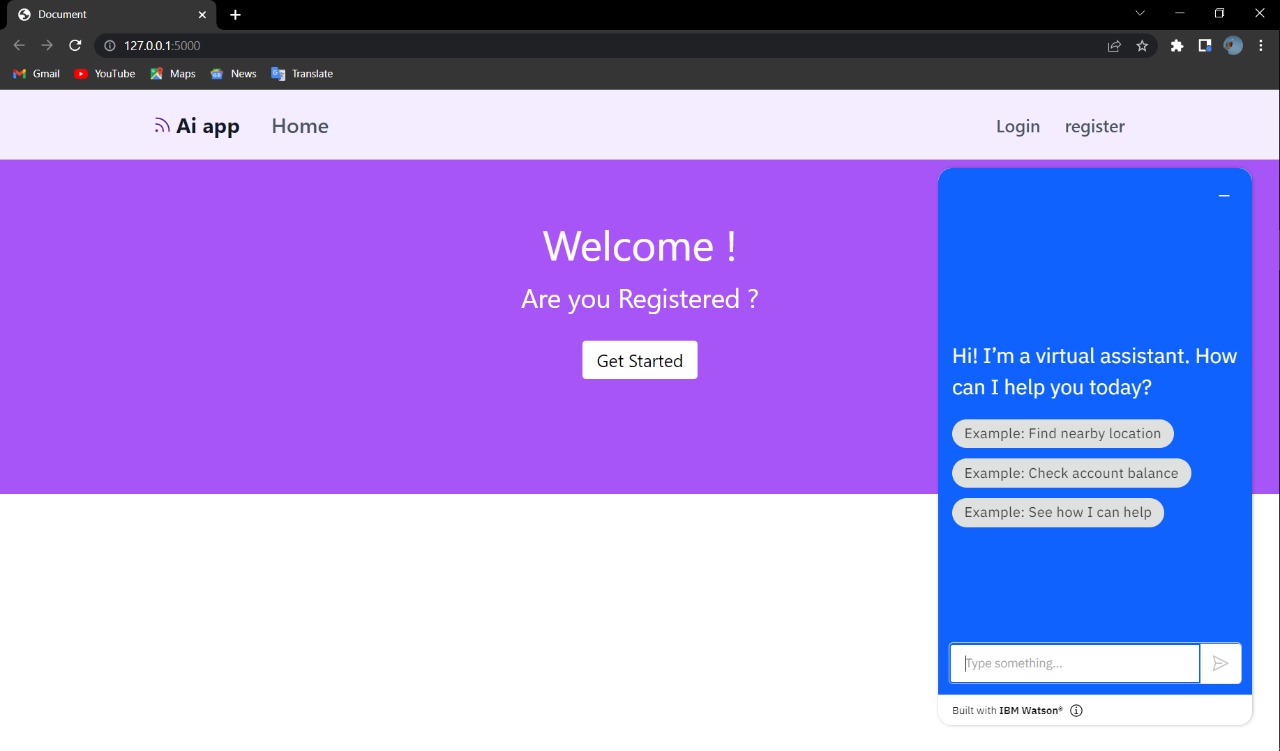 Document
127.0.0.1:5000
Gmail YouTube Maps News Translate
Ai app Home Login register
Welcome !
Are you Registered ?
Get Started
Hi! I’m a virtual assistant. How
can I help you today?
Example: Find nearby location
Example: Check account balance
Example: See how I can help
Type something...
Built with IBM Watson®